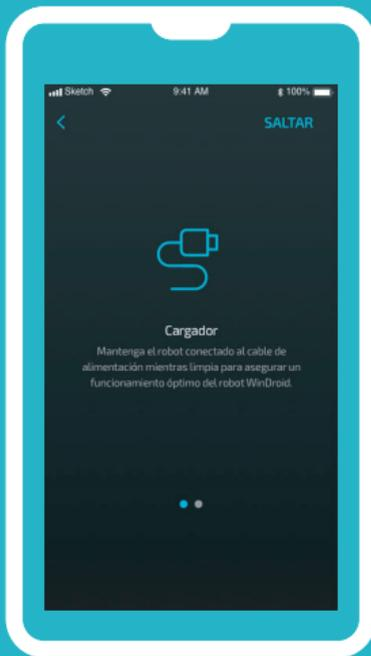 Sketch 9:41 AM 100%
SALTAR
Cargador
Mantenga el robot conectado al cable de
alimentación mientras limpia para asegurar un
funcionamiento óptimo del robot WinDroid.